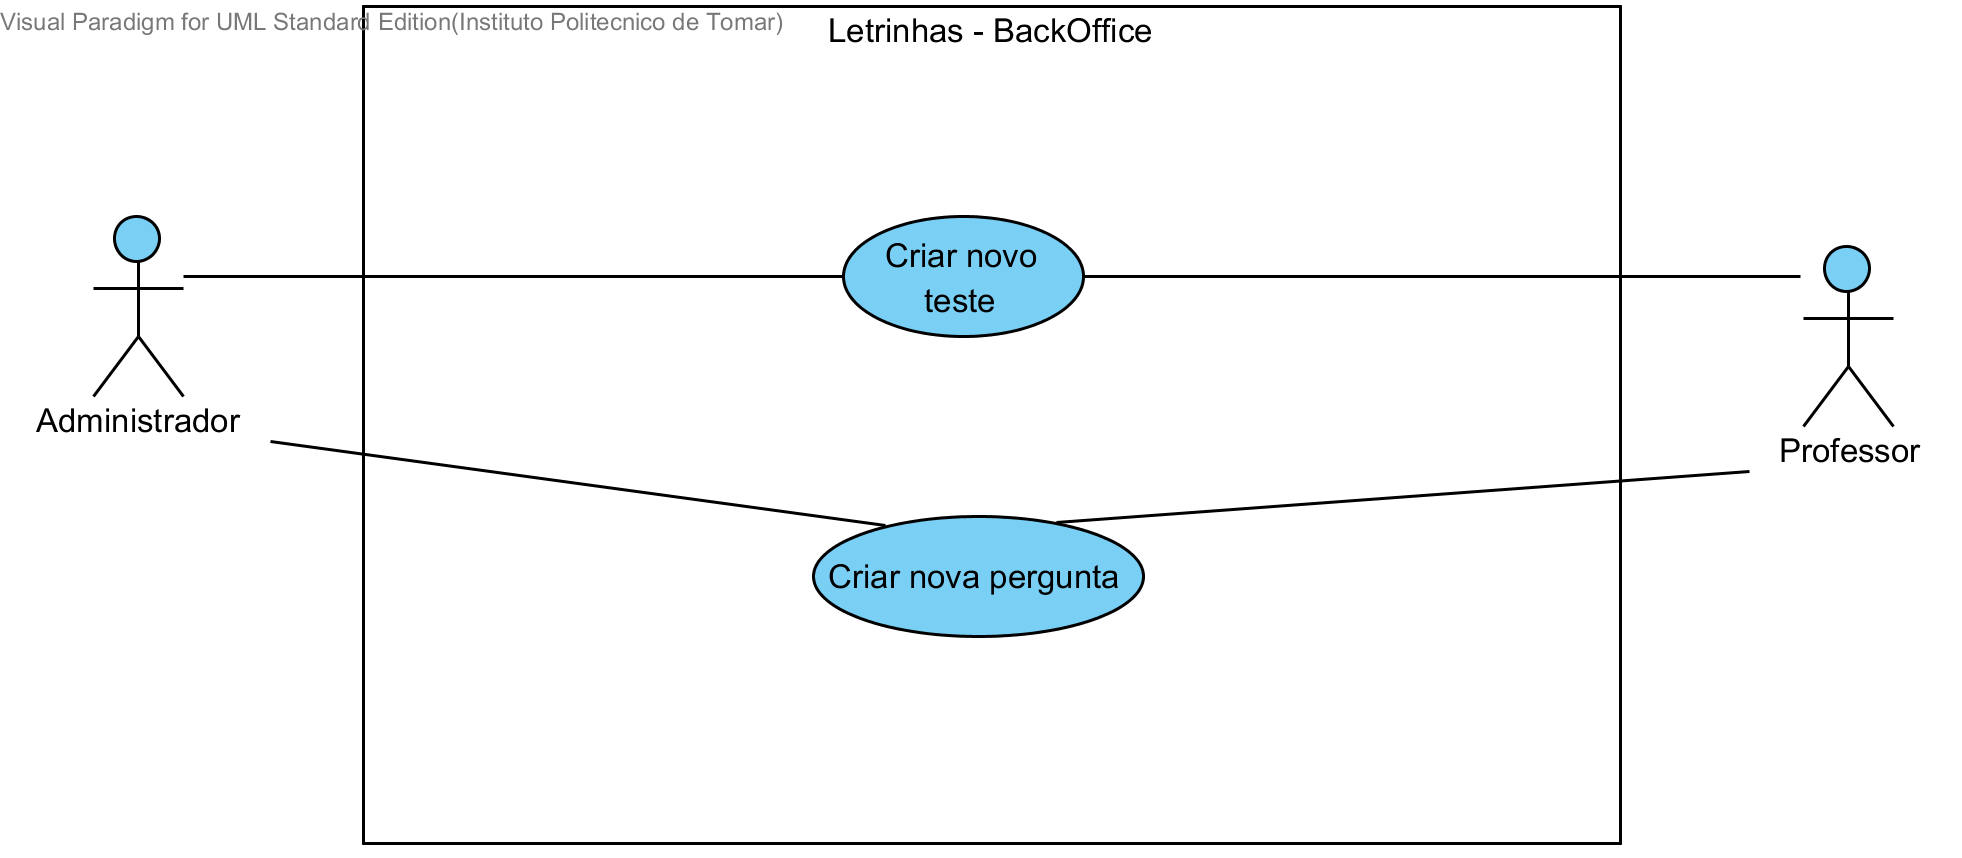 Visual Paradigm for UML Standard Edition(Instituto Politecnico de Tomar)
Letrinhas - BackOffice
Criar novo
teste
Administrador
Professor
Criar nova pergunta